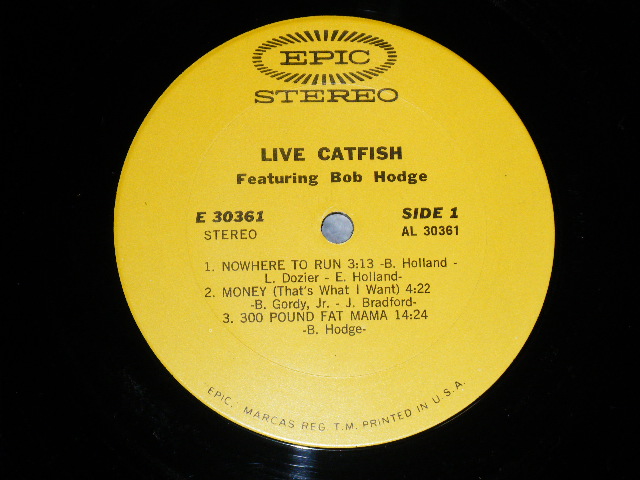 EPIC
STEREO
LIVE CATFISH
Featuring Bob Hodge
E 30361
STEREO
SIDE 1
AL 30361
1. NOWHERE TO RUN 3:13 -B. Holland -
L. Dozier - E. Holland-
2. MONEY (That's What I Want) 4:22
-B. Gordy, Jr. - J. Bradford-
3. 300 POUND FAT MAMA 14:24
-B. Hodge-
EPIC. MARCAS REG. T.M. PRINTED IN U.S.A.